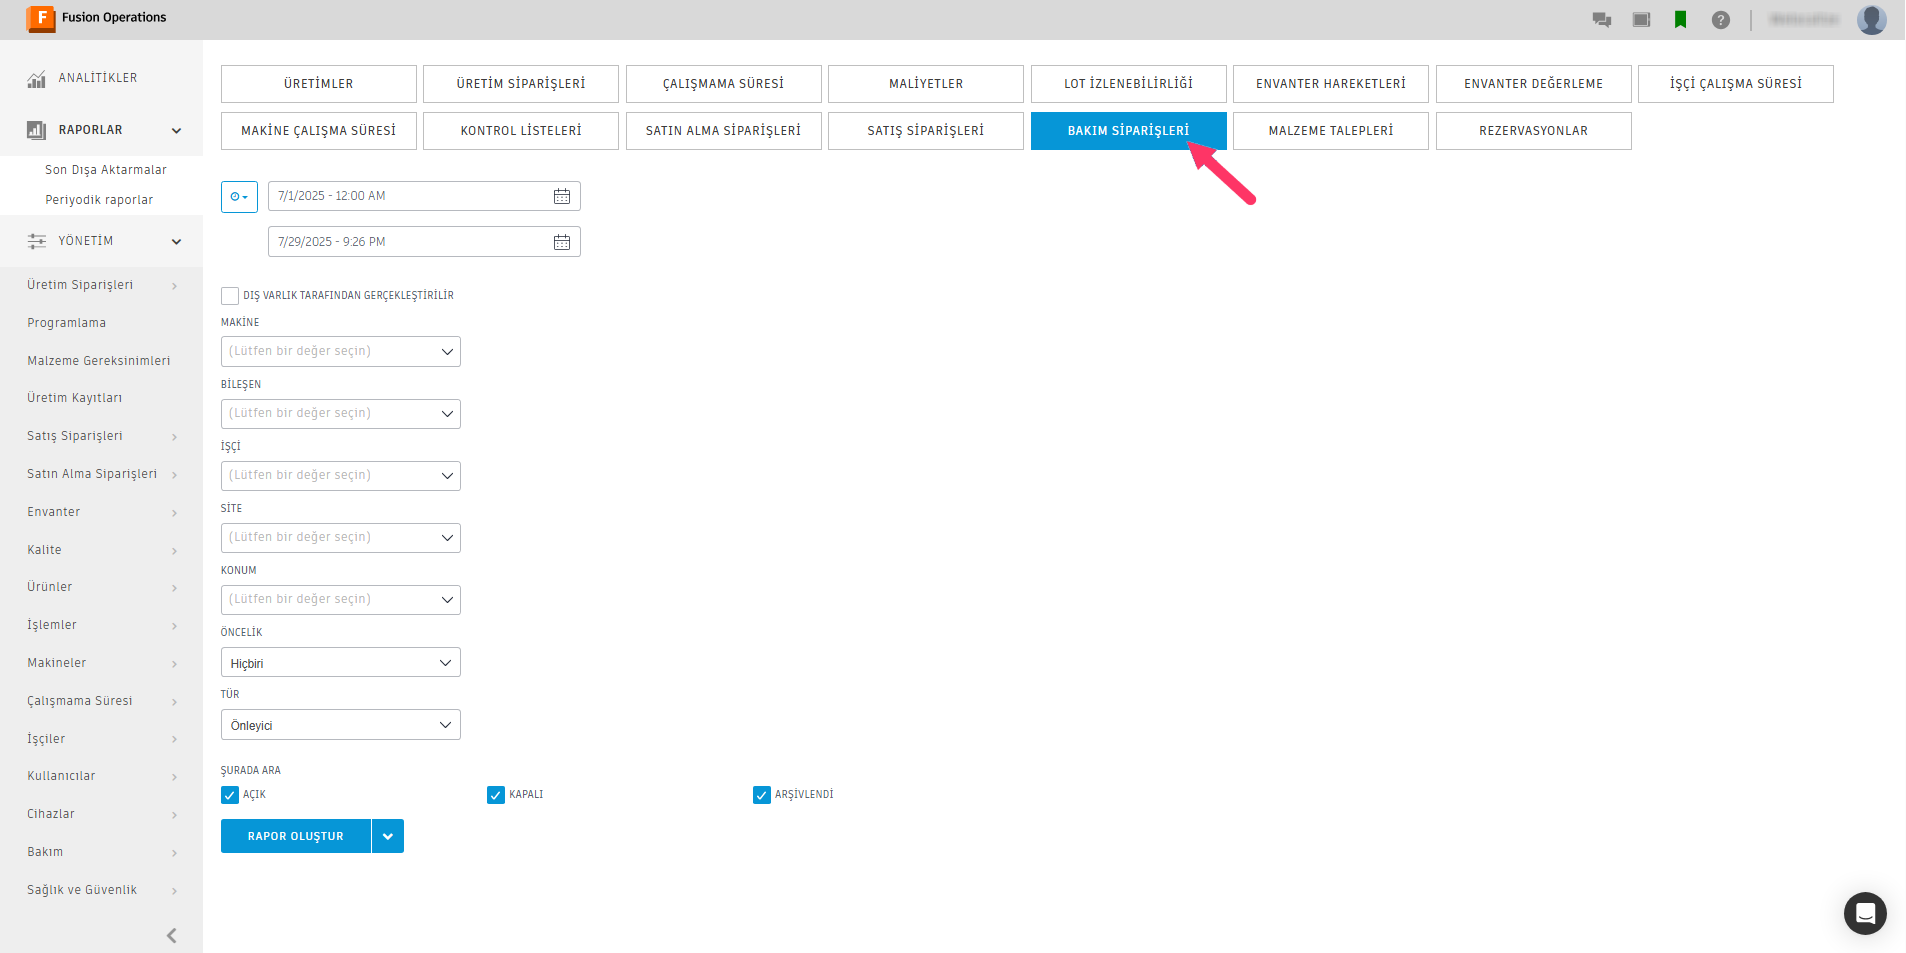 Fusion Operations
ANALİTİKLER
RAPORLAR
Son Dışa Aktarmalar
Periyodik raporlar
YÖNETİM
Üretim Siparişleri
Programlama
Malzeme Gereksinimleri
Üretim Kayıtları
Satış Siparişleri
Satın Alma Siparişleri
Envanter
Kalite
Ürünler
İşlemler
Makineler
Çalışmama Süresi
İşçiler
Kullanıcılar
Cihazlar
Bakım
Sağlık ve Güvenlik
ÜRETİMLER ÜRETİM SİPARİŞLERİ ÇALIŞMAMA SÜRESİ MALİYETLER LOT İZLENEBİLİRLİĞİ ENVANTER HAREKETLERİ ENVANTER DEĞERLEME İŞÇİ ÇALIŞMA SÜRESİ
MAKİNE ÇALIŞMA SÜRESİ KONTROL LİSTELERİ SATIN ALMA SİPARİŞLERİ SATIŞ SİPARİŞLERİ BAKIM SİPARİŞLERİ MALZEME TALEPLERİ REZERVASYONLAR
7/1/2025 - 12:00 AM
7/29/2025 - 9:26 PM
DIŞ VARLIK TARAFINDAN GERÇEKLEŞTİRİLİR
MAKİNE
(Lütfen bir değer seçin)
BİLEŞEN
(Lütfen bir değer seçin)
İŞÇİ
(Lütfen bir değer seçin)
SİTE
(Lütfen bir değer seçin)
KONUM
(Lütfen bir değer seçin)
ÖNCELİK
Hiçbiri
TÜR
Önleyici
ŞURADA ARA
AÇIK KAPALI ARŞİVLENDİ
RAPOR OLUŞTUR